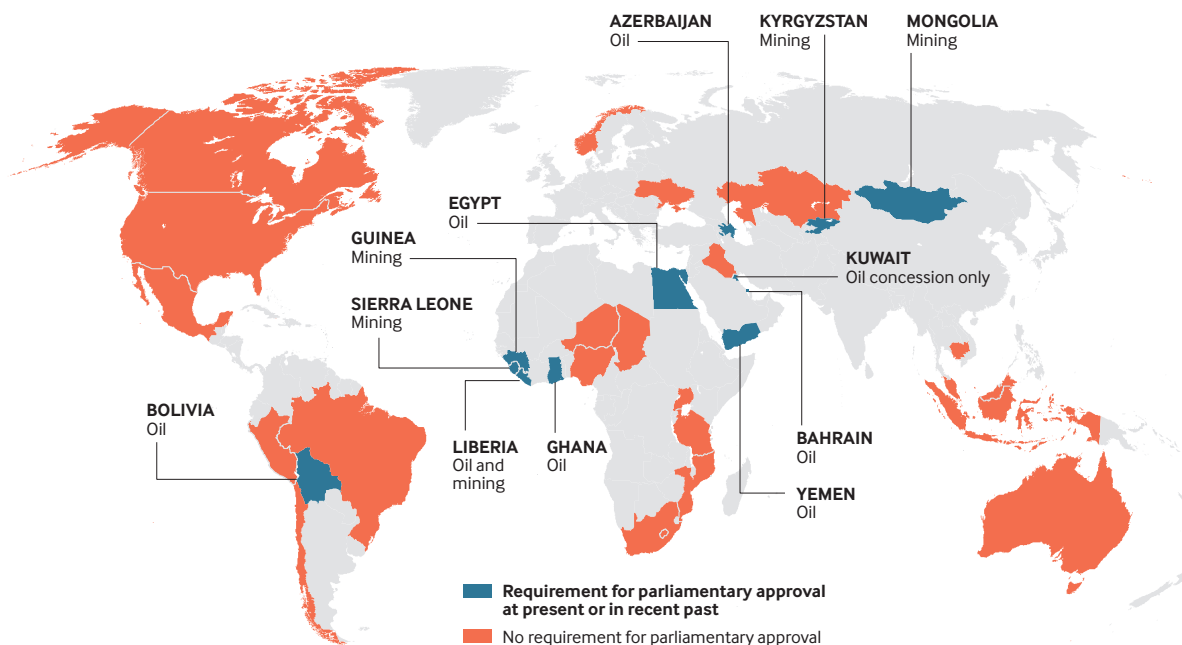 AZERBAIJAN
Oil
KYRGYZSTAN
Mining
MONGOLIA
Mining
EGYPT
Oil
GUINEA
Mining
KUWAIT
Oil concession only
SIERRA LEONE
Mining
BOLIVIA
Oil
LIBERIA
Oil and
mining
GHANA
Oil
BAHRAIN
Oil
YEMEN
Oil
Requirement for parliamentary approval
at present or in recent past
No requirement for parliamentary approval